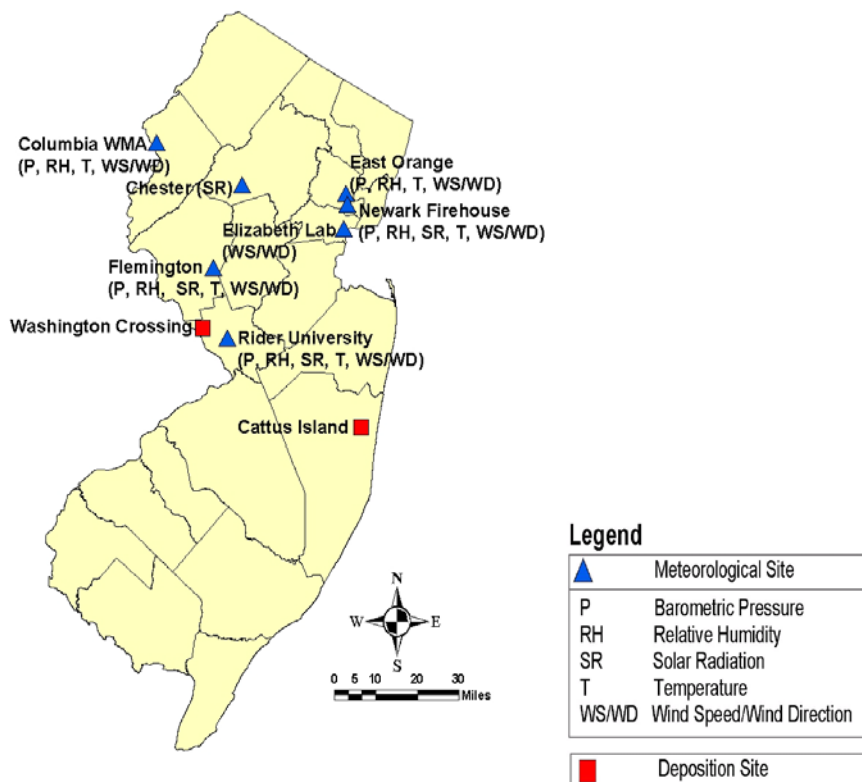 Columbia WMA
(P, RH, T, WS/WD)
Chester (SR)
East Orange
(P, RH, T, WS/WD)
Newark Firehouse
(P, RH, SR, T, WS/WD)
Elizabeth Lab
(WS/WD)
Flemington
(P, RH, SR, T, WS/WD)
Washington Crossing
Rider University
(P, RH, SR, T, WS/WD)
Cattus Island
N
W E
S
0 5 10 20 30
Miles
Legend
Meteorological Site
P Barometric Pressure
RH Relative Humidity
SR Solar Radiation
T Temperature
WS/WD Wind Speed/Wind Direction
Deposition Site